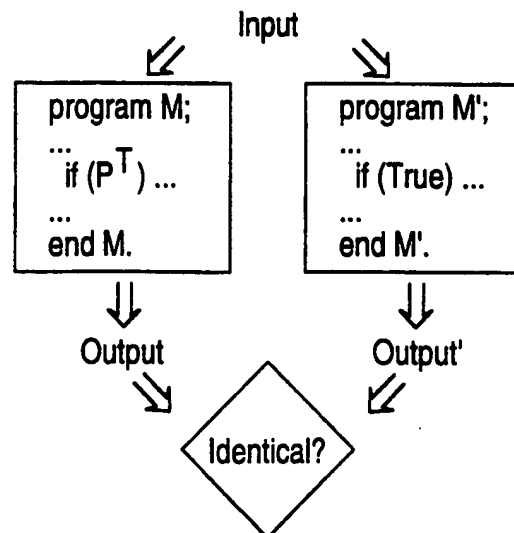 Input
program M;
...
if (P^T) ...
...
end M.
program M';
...
if (True) ...
...
end M'.
Output
Output'
Identical?